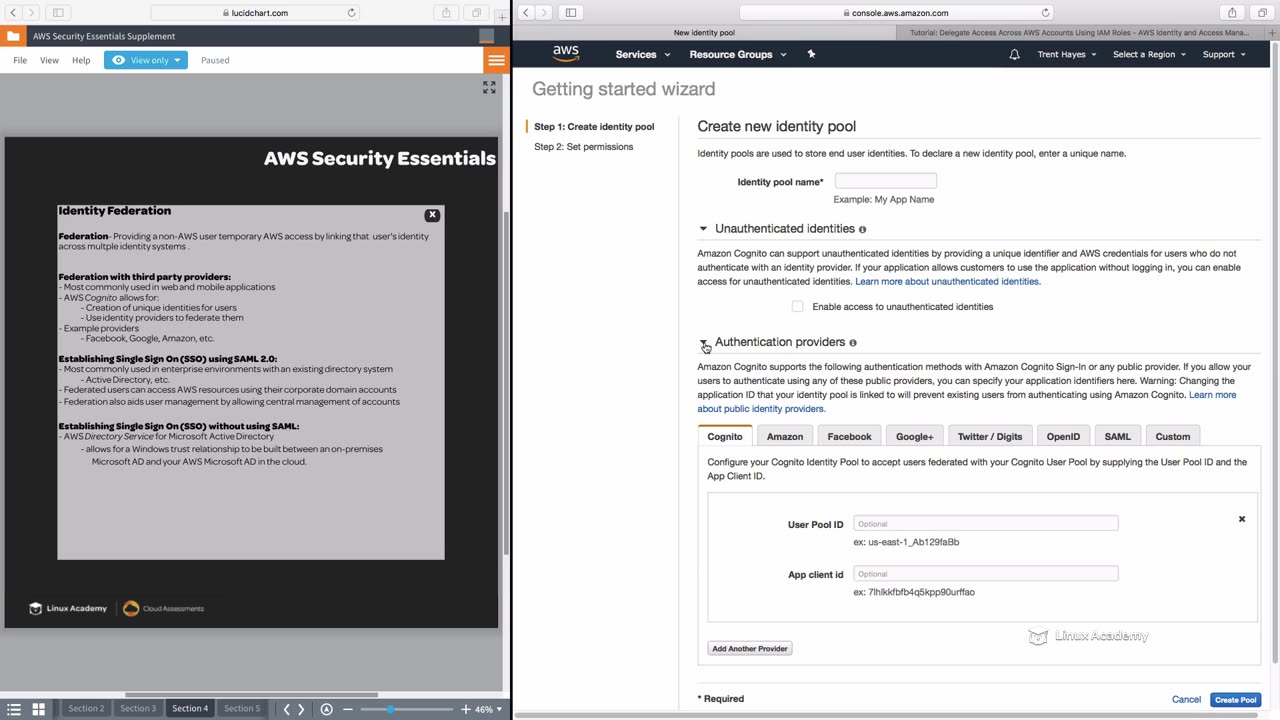 lucidchart.com
AWS Security Essentials Supplement
File View Help View only Paused
AWS Security Essentials
Identity Federation
X
Federation- Providing a non-AWS user temporary AWS access by linking that user's identity
across multple identity systems .
Federation with third party providers:
- Most commonly used in web and mobile applications
- AWS Cognito allows for:
- Creation of unique identities for users
- Use identity providers to federate them
- Example providers
- Facebook, Google, Amazon, etc.
Establishing Single Sign On (SSO) using SAML 2.0:
- Most commonly used in enterprise environments with an existing directory system
- Active Directory, etc.
- Federated users can access AWS resources using their corporate domain accounts
- Federation also aids user management by allowing central management of accounts
Establishing Single Sign On (SSO) without using SAML:
- AWS Directory Service for Microsoft Active Directory
- allows for a Windows trust relationship to be built between an on-premises
Microsoft AD and your AWS Microsoft AD in the cloud.
Linux Academy Cloud Assessments
Section 2 Section 3 Section 4 Section 5 46%
console.aws.amazon.com
New identity pool Tutorial: Delegate Access Across AWS Accounts Using IAM Roles - AWS Identity and Access Mana...
aws Services Resource Groups Trent Hayes Select a Region Support
Getting started wizard
Step 1: Create identity pool
Step 2: Set permissions
Create new identity pool
Identity pools are used to store end user identities. To declare a new identity pool, enter a unique name.
Identity pool name*
Example: My App Name
Unauthenticated identities
Amazon Cognito can support unauthenticated identities by providing a unique identifier and AWS credentials for users who do not
authenticate with an identity provider. If your application allows customers to use the application without logging in, you can enable
access for unauthenticated identities. Learn more about unauthenticated identities.
Enable access to unauthenticated identities
Authentication providers
Amazon Cognito supports the following authentication methods with Amazon Cognito Sign-In or any public provider. If you allow your
users to authenticate using any of these public providers, you can specify your application identifiers here. Warning: Changing the
application ID that your identity pool is linked to will prevent existing users from authenticating using Amazon Cognito. Learn more
about public identity providers.
Cognito Amazon Facebook Google+ Twitter / Digits OpenID SAML Custom
Configure your Cognito Identity Pool to accept users federated with your Cognito User Pool by supplying the User Pool ID and the
App Client ID.
User Pool ID Optional
ex: us-east-1_Ab129faBb
App client id Optional
ex: 7lhlkkfbfb4q5kpp90urffao
Linux Academy
Add Another Provider
* Required Cancel Create Pool